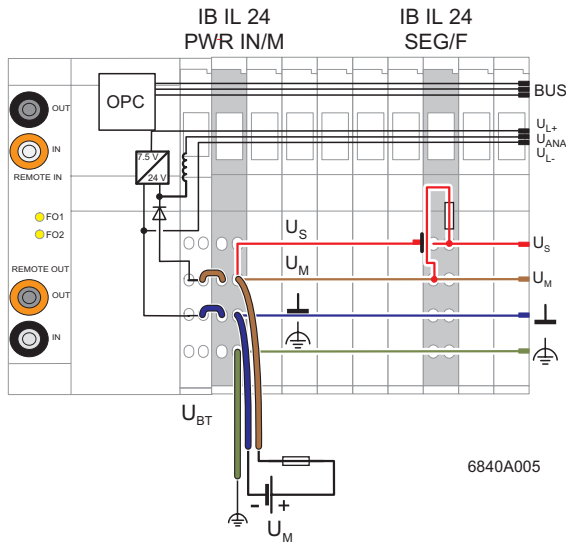 IB IL 24
PWR IN/M
IB IL 24
SEG/F
OPC
BUS
OUT
IN
REMOTE IN
7.5 V
24 V
UL+
UANA
UL-
FO1
FO2
US
US
UM
UM
REMOTE OUT
OUT
IN
UBT
6840A005
- +
UM